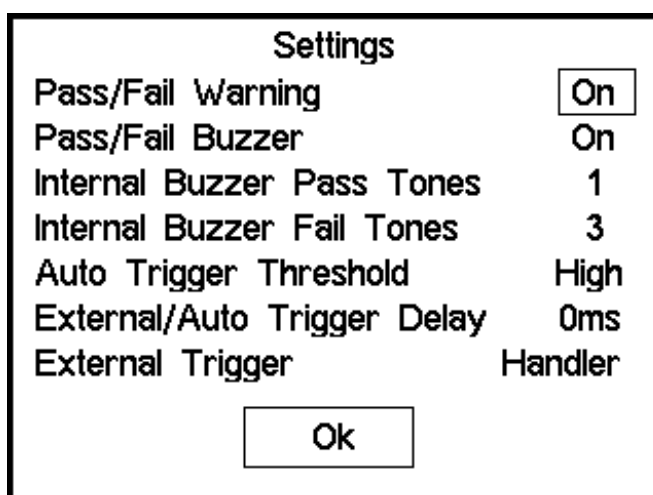 Settings
Pass/Fail Warning On
Pass/Fail Buzzer On
Internal Buzzer Pass Tones 1
Internal Buzzer Fail Tones 3
Auto Trigger Threshold High
External/Auto Trigger Delay 0ms
External Trigger Handler
Ok